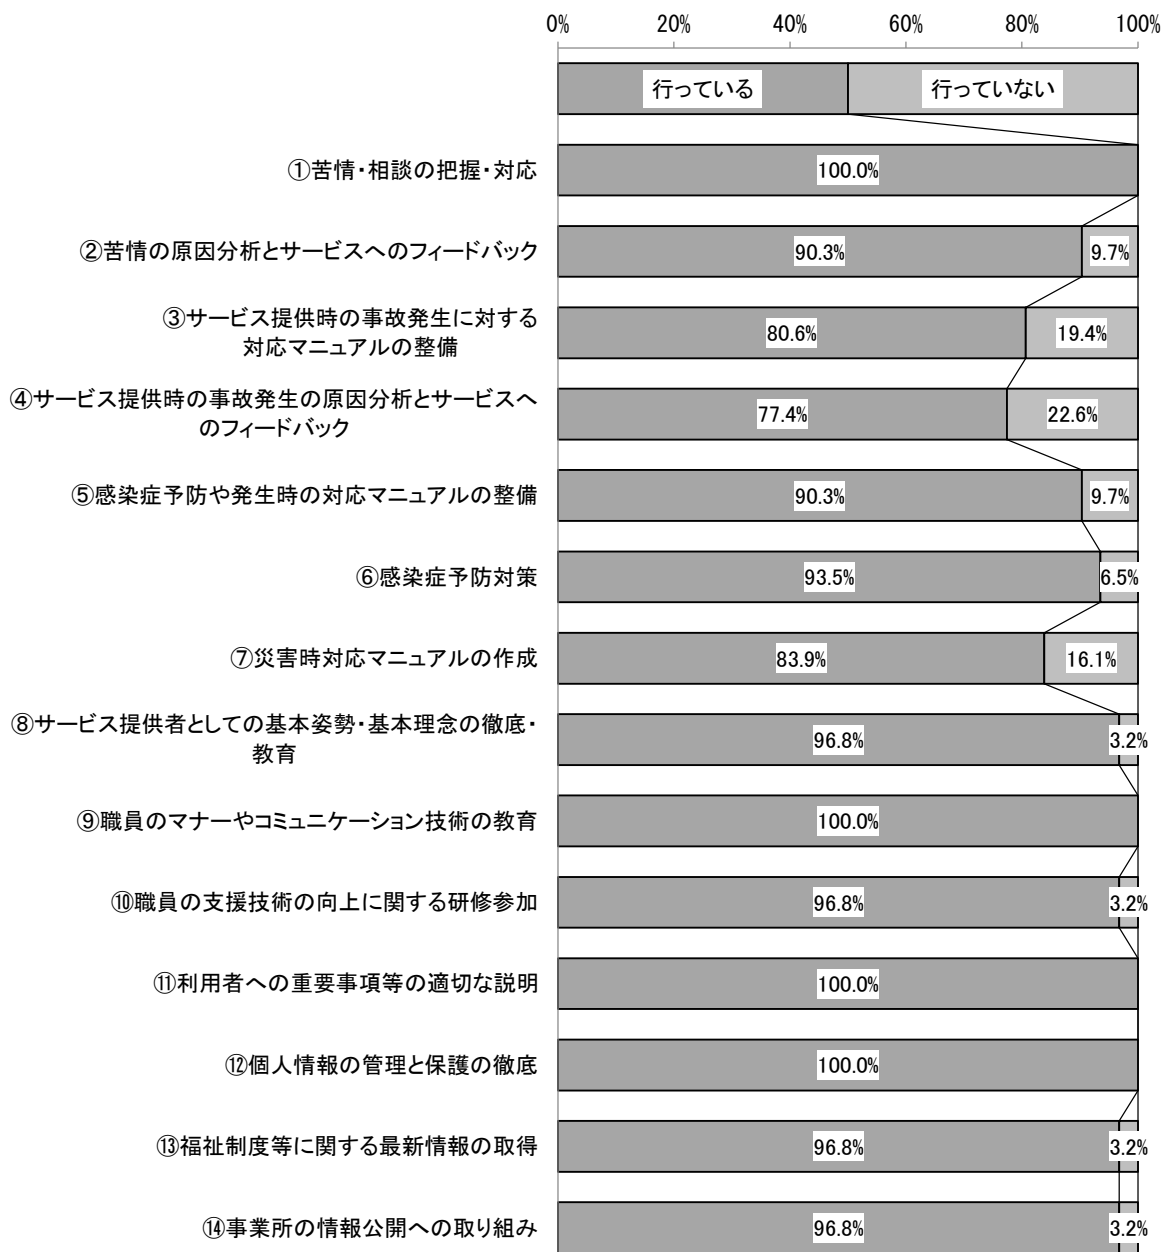 0% 20% 40% 60% 80% 100%
行っている 行っていない
①苦情・相談の把握・対応 100.0%
②苦情の原因分析とサービスへのフィードバック 90.3% 9.7%
③サービス提供時の事故発生に対する
対応マニュアルの整備 80.6% 19.4%
④サービス提供時の事故発生の原因分析とサービスへ
のフィードバック 77.4% 22.6%
⑤感染症予防や発生時の対応マニュアルの整備 90.3% 9.7%
⑥感染症予防対策 93.5% 6.5%
⑦災害時対応マニュアルの作成 83.9% 16.1%
⑧サービス提供者としての基本姿勢・基本理念の徹底・
教育 96.8% 3.2%
⑨職員のマナーやコミュニケーション技術の教育 100.0%
⑩職員の支援技術の向上に関する研修参加 96.8% 3.2%
⑪利用者への重要事項等の適切な説明 100.0%
⑫個人情報の管理と保護の徹底 100.0%
⑬福祉制度等に関する最新情報の取得 96.8% 3.2%
⑭事業所の情報公開への取り組み 96.8% 3.2%